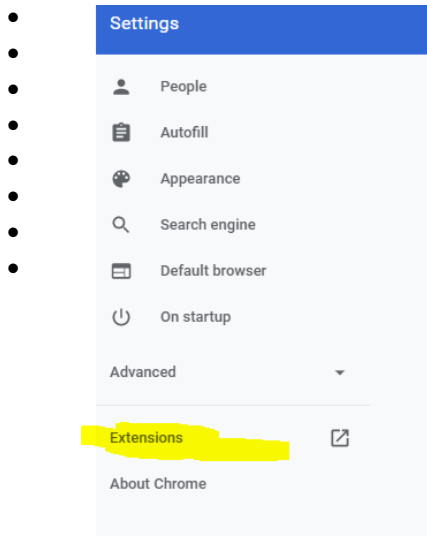 Settings
People
Autofill
Appearance
Search engine
Default browser
On startup
Advanced
Extensions
About Chrome